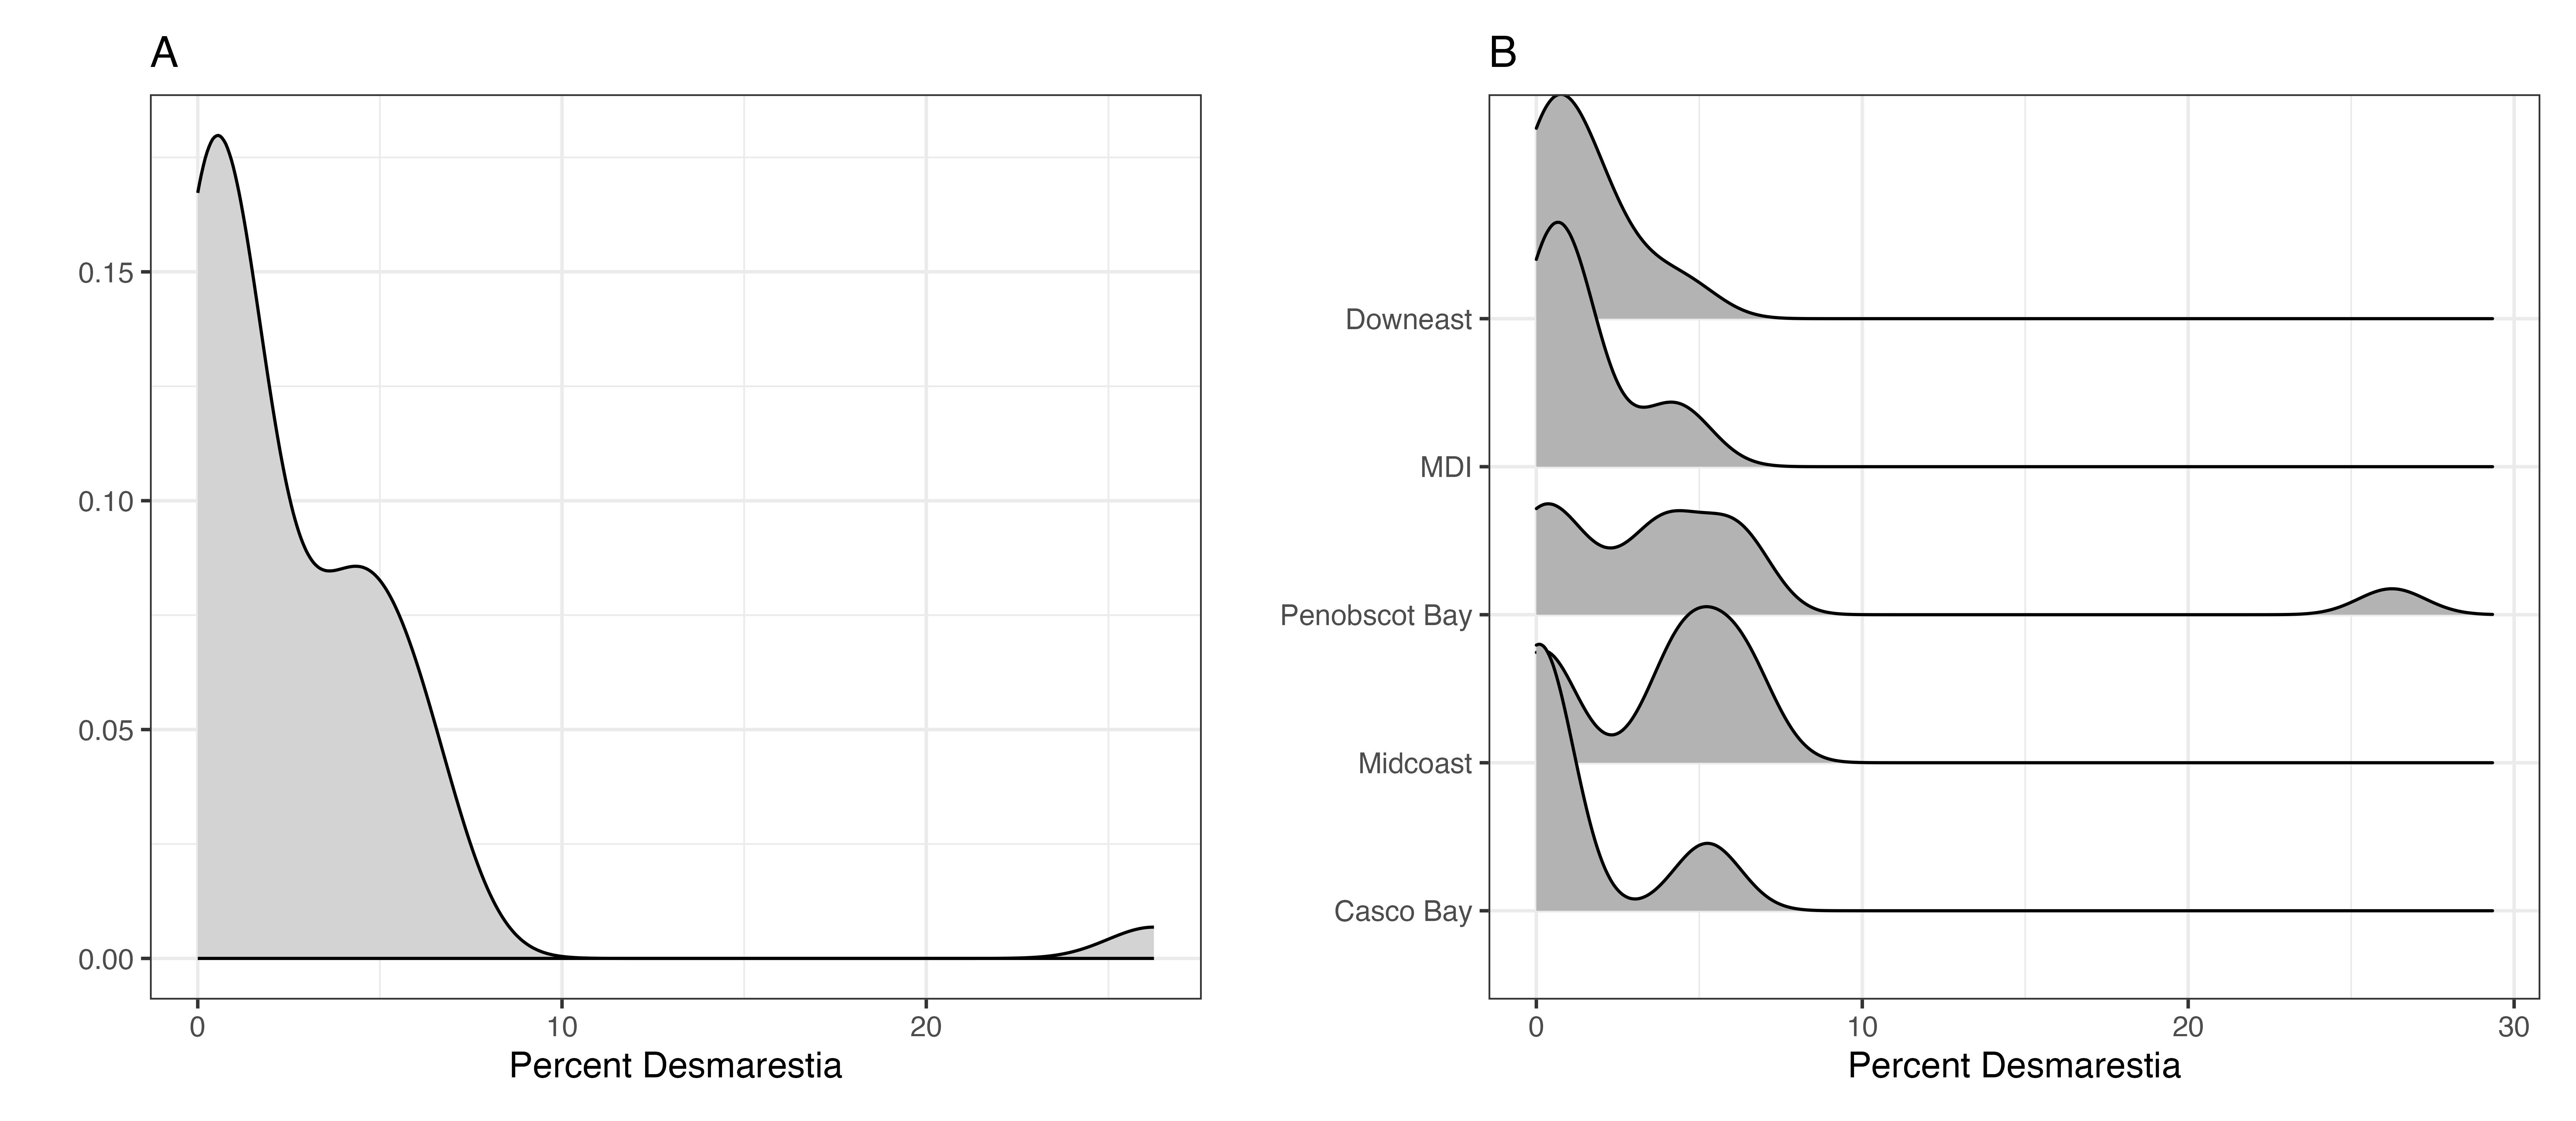 A
0.15
0.10
0.05
0.00
0 10 20
Percent Desmarestia
B
Downeast
MDI
Penobscot Bay
Midcoast
Casco Bay
0 10 20 30
Percent Desmarestia